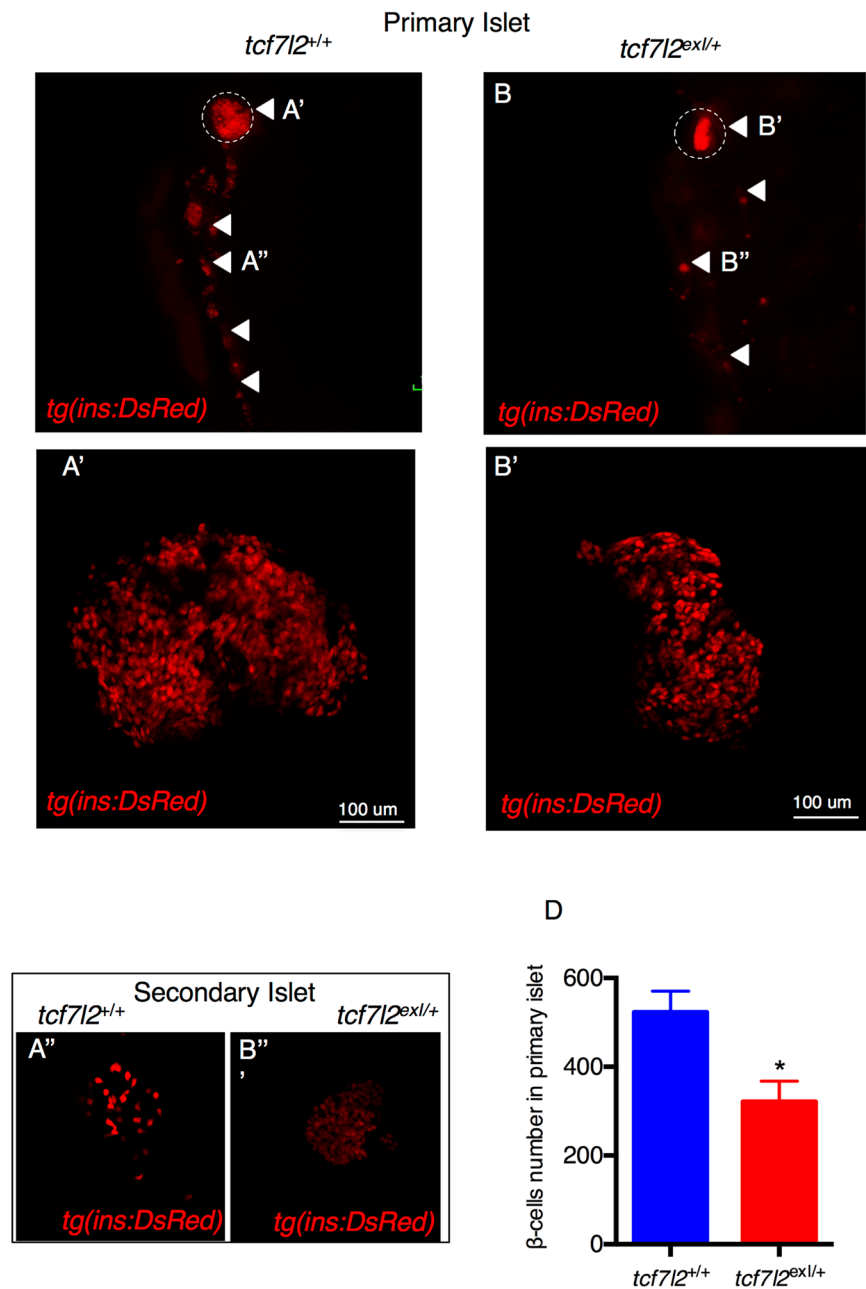 Primary Islet
tcf7l2+/+
tcf7l2exl/+
A'
A"
tg(ins:DsRed)
B
B'
B"
tg(ins:DsRed)
A'
tg(ins:DsRed)
100 um
B'
tg(ins:DsRed)
100 um
Secondary Islet
tcf7l2+/+
tcf7l2exl/+
A"
tg(ins:DsRed)
B"
'
tg(ins:DsRed)
D
β-cells number in primary islet
600
400
200
0
*
tcf7l2+/+
tcf7l2exl/+